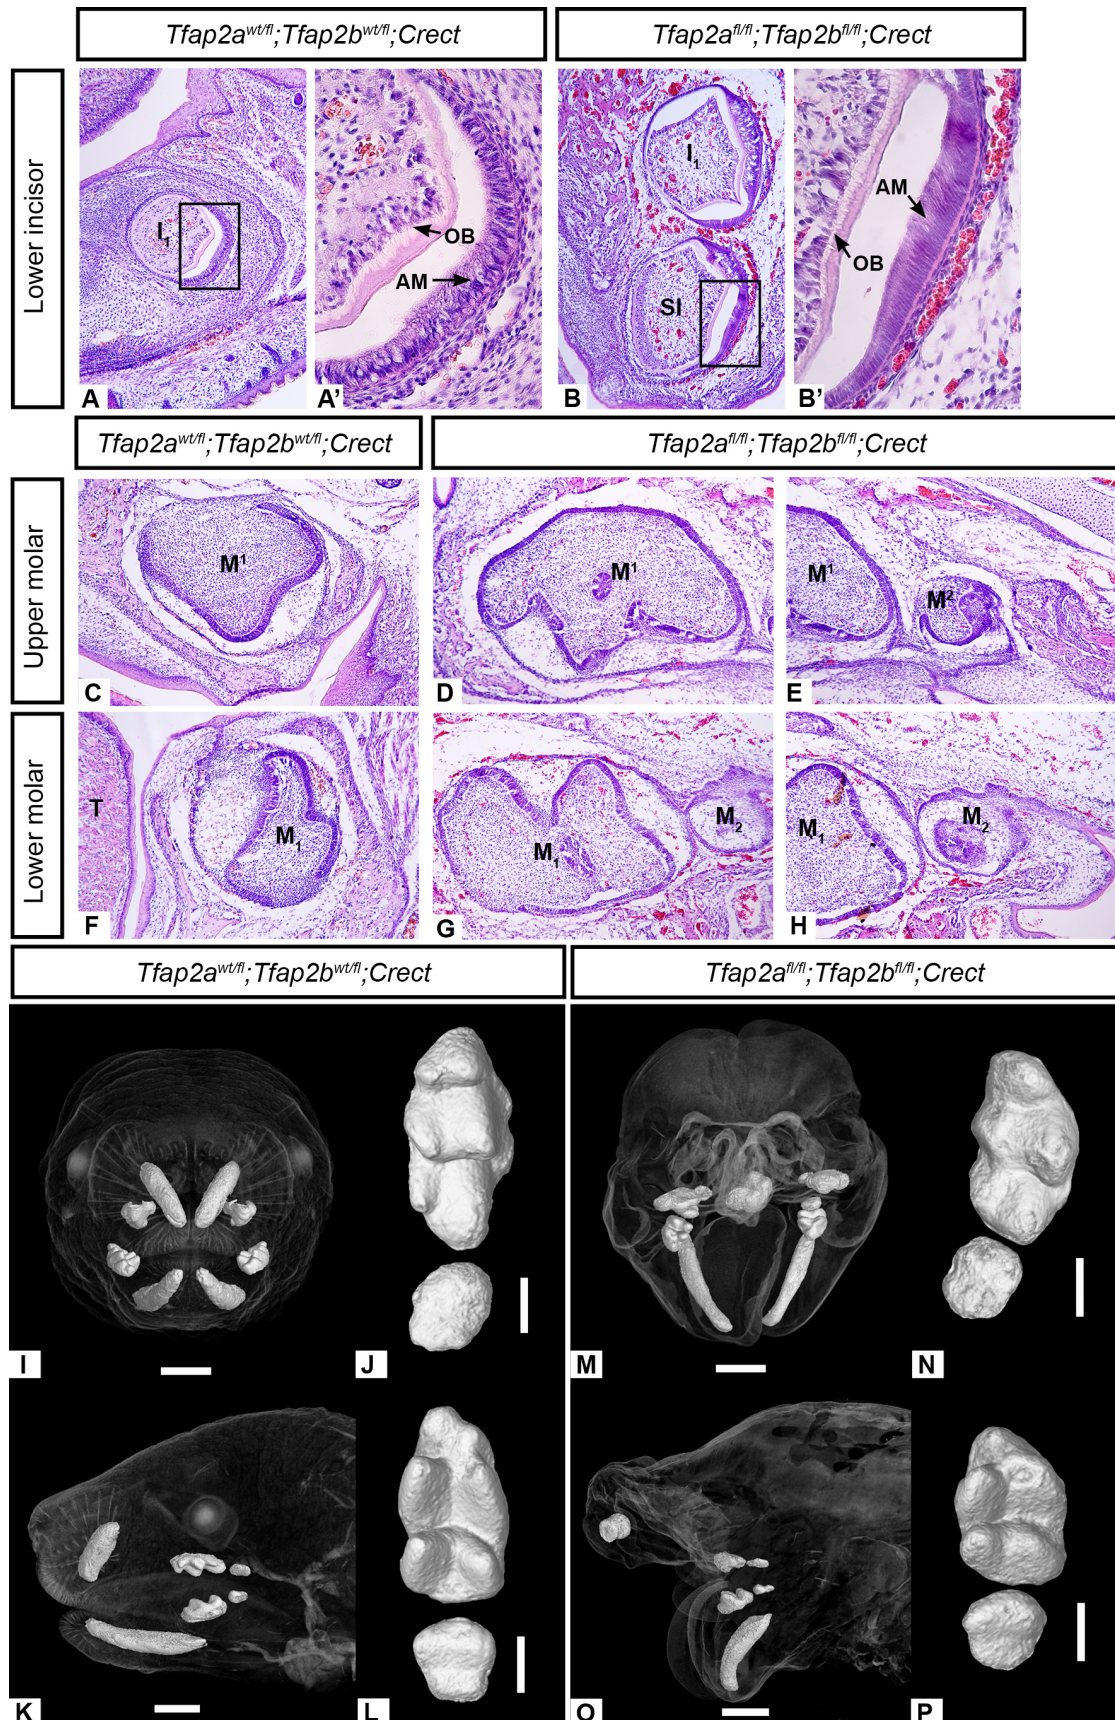 Tfap2a^wt/fl;Tfap2b^wt/fl;Crect
Tfap2a^fl/fl;Tfap2b^fl/fl;Crect
Lower incisor
I₁
A
OB
AM
A'
I₁
SI
B
AM
OB
B'
Tfap2a^wt/fl;Tfap2b^wt/fl;Crect
Tfap2a^fl/fl;Tfap2b^fl/fl;Crect
Upper molar
M¹
C
M¹
D
M¹
M²
E
Lower molar
T
M₁
F
M₁
M₂
G
M₁
M₂
H
Tfap2a^wt/fl;Tfap2b^wt/fl;Crect
Tfap2a^fl/fl;Tfap2b^fl/fl;Crect
I
J
M
N
K
L
O
P